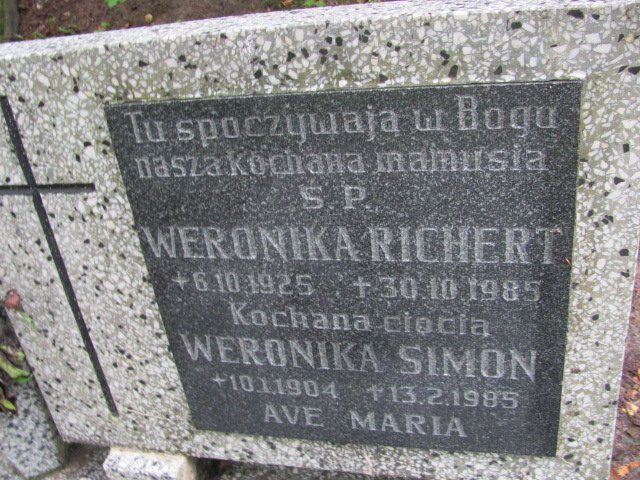 Tu spoczywaja w Bogu
nasza Kochana mamusia
S.P.
WERONIKA RICHERT
+6.10.1925 +30.10.1985
Kochana ciocia
WERONIKA SIMON
+10.1.1904 +13.2.1985
AVE MARIA